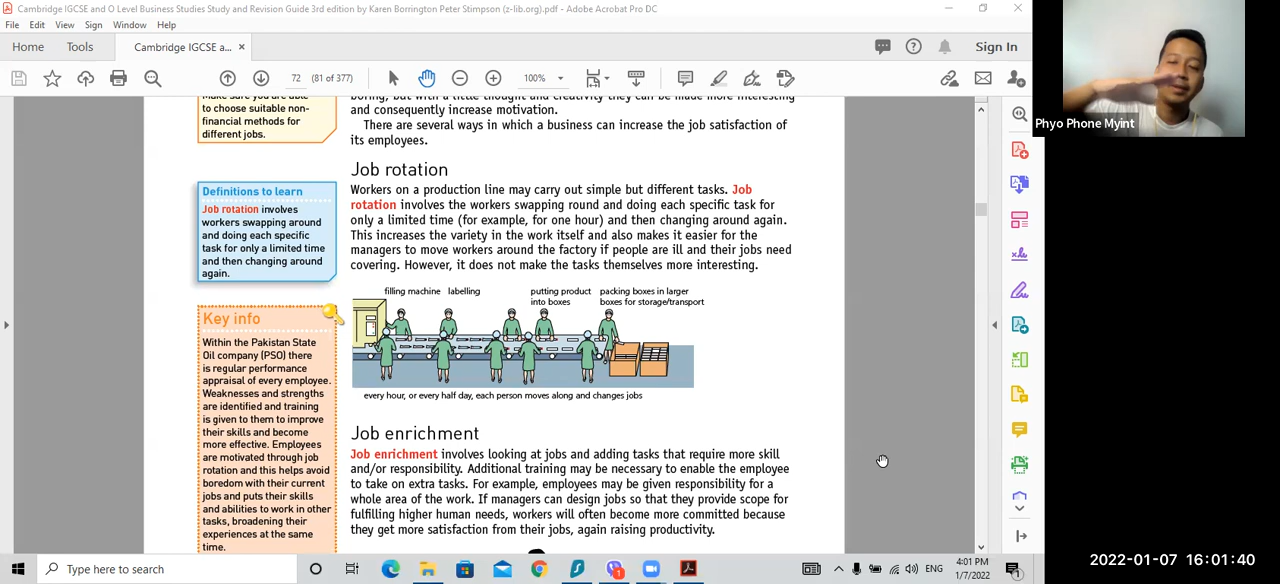 Cambridge IGCSE and O Level Business Studies Study and Revision Guide 3rd edition by Karen Borrington Peter Stimpson (z-lib.org).pdf - Adobe Acrobat Pro DC
File Edit View Sign Window Help
Home Tools Cambridge IGCSE a... × Sign In
72 (81 of 377) 100%
Make sure you are able
to choose suitable non-
financial methods for
different jobs.
boring, but with a little thought and creativity they can be made more interesting
and consequently increase motivation.
There are several ways in which a business can increase the job satisfaction of
its employees.
Job rotation
Workers on a production line may carry out simple but different tasks. Job
rotation involves the workers swapping round and doing each specific task for
only a limited time (for example, for one hour) and then changing around again.
This increases the variety in the work itself and also makes it easier for the
managers to move workers around the factory if people are ill and their jobs need
covering. However, it does not make the tasks themselves more interesting.
Definitions to learn
Job rotation involves
workers swapping around
and doing each specific
task for only a limited time
and then changing around
again.
filling machine labelling putting product
into boxes
packing boxes in larger
boxes for storage/transport
every hour, or every half day, each person moves along and changes jobs
Key info
Within the Pakistan State
Oil company (PSO) there
is regular performance
appraisal of every employee.
Weaknesses and strengths
are identified and training
is given to them to improve
their skills and become
more effective. Employees
are motivated through job
rotation and this helps avoid
boredom with their current
jobs and puts their skills
and abilities to work in other
tasks, broadening their
experiences at the same
time.
Job enrichment
Job enrichment involves looking at jobs and adding tasks that require more skill
and/or responsibility. Additional training may be necessary to enable the employee
to take on extra tasks. For example, employees may be given responsibility for a
whole area of the work. If managers can design jobs so that they provide scope for
fulfilling higher human needs, workers will often become more committed because
they get more satisfaction from their jobs, again raising productivity.
Phyo Phone Myint
Type here to search
ENG
4:01 PM
1/7/2022
1
2022-01-07 16:01:40